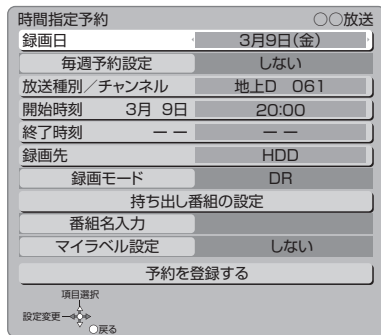 時間指定予約 〇〇放送
録画日 3月9日(金)
毎週予約設定 しない
放送種別／チャンネル 地上D 061
開始時刻 3月 9日 20:00
終了時刻 －－ －－
録画先 HDD
録画モード DR
持ち出し番組の設定
番組名入力
マイラベル設定 しない
予約を登録する
項目選択
設定変更
戻る